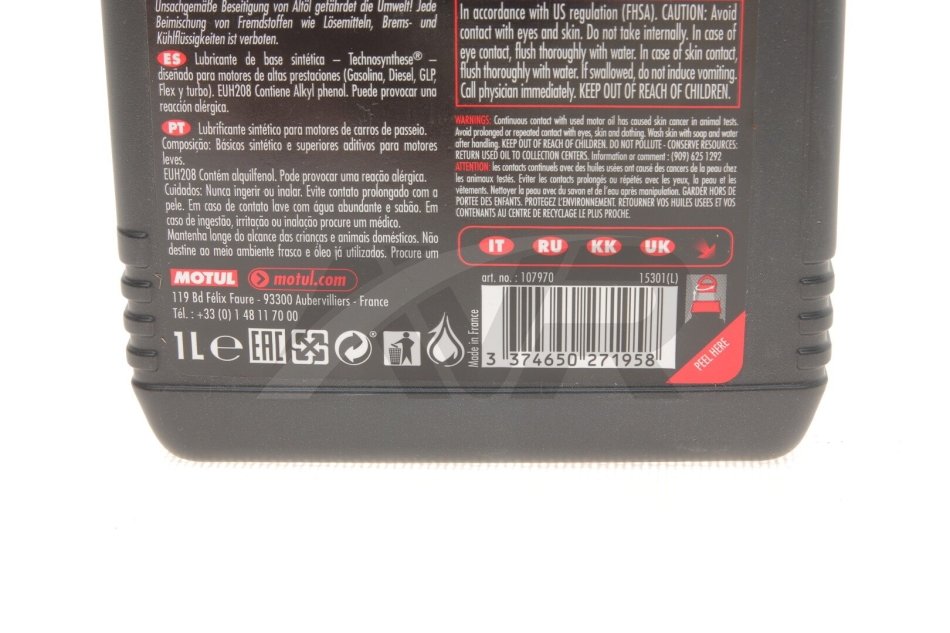 Unsachgemäße Beseitigung von Altöl gefährdet die Umwelt! Jede
Beimischung von Fremdstoffen wie Lösemitteln, Brems- und
Kühlflüssigkeiten ist verboten.
ES Lubricante de base sintética – Technosynthese® –
diseñado para motores de altas prestaciones (Gasolina, Diesel, GLP,
Flex y turbo). EUH208 Contiene Alkyl phenol. Puede provocar una
reacción alérgica.
PT Lubrificante sintético para motores de carros de passeio.
Composição: Básicos sintético e superiores aditivos para motores
leves.
EUH208 Contém alquilfenol. Pode provocar uma reação alérgica.
Cuidados: Nunca ingerir ou inalar. Evite contato prolongado com a
pele. Em caso de contato lave com água abundante e sabão. Em
caso de ingestão, irritação ou inalação procure um médico.
Mantenha longe do alcance das crianças e animais domésticos. Não
destine ao meio ambiente frasco e óleo já utilizados. Procure um
MOTUL motul.com
119 Bd Félix Faure - 93300 Aubervilliers - France
Tél. : +33 (0) 1 48 11 70 00
1L e EAC
In accordance with US regulation (FHSA). CAUTION: Avoid
contact with eyes and skin. Do not take internally. In case of
eye contact, flush thoroughly with water. In case of skin contact,
flush thoroughly with water. If swallowed, do not induce vomiting.
Call physician immediately. KEEP OUT OF REACH OF CHILDREN.
WARNINGS: Continuous contact with used motor oil has caused skin cancer in animal tests.
Avoid prolonged or repeated contact with eyes, skin and clothing. Wash skin with soap and water
after handling. KEEP OUT OF REACH OF CHILDREN. DO NOT POLLUTE - CONSERVE RESOURCES:
RETURN USED OIL TO COLLECTION CENTERS. Information or comment : (909) 625 1292
ATTENTION: les contacts continuels avec des huiles usées ont causé des cancers de la peau chez
les animaux testés. Eviter les contacts prolongés ou répétés avec les yeux, la peau et les
vêtements. Nettoyer la peau avec du savon et de l'eau après manipulation. GARDER HORS DE
PORTEE DES ENFANTS. PROTEGEZ L'ENVIRONNEMENT. RETOURNER VOS HUILES USEES ET VOS
CONTENANTS AU CENTRE DE RECYCLAGE LE PLUS PROCHE.
IT RU KK UK
art. no. : 107970 15301(L)
Made in France
3 374650 271958
PEEL HERE